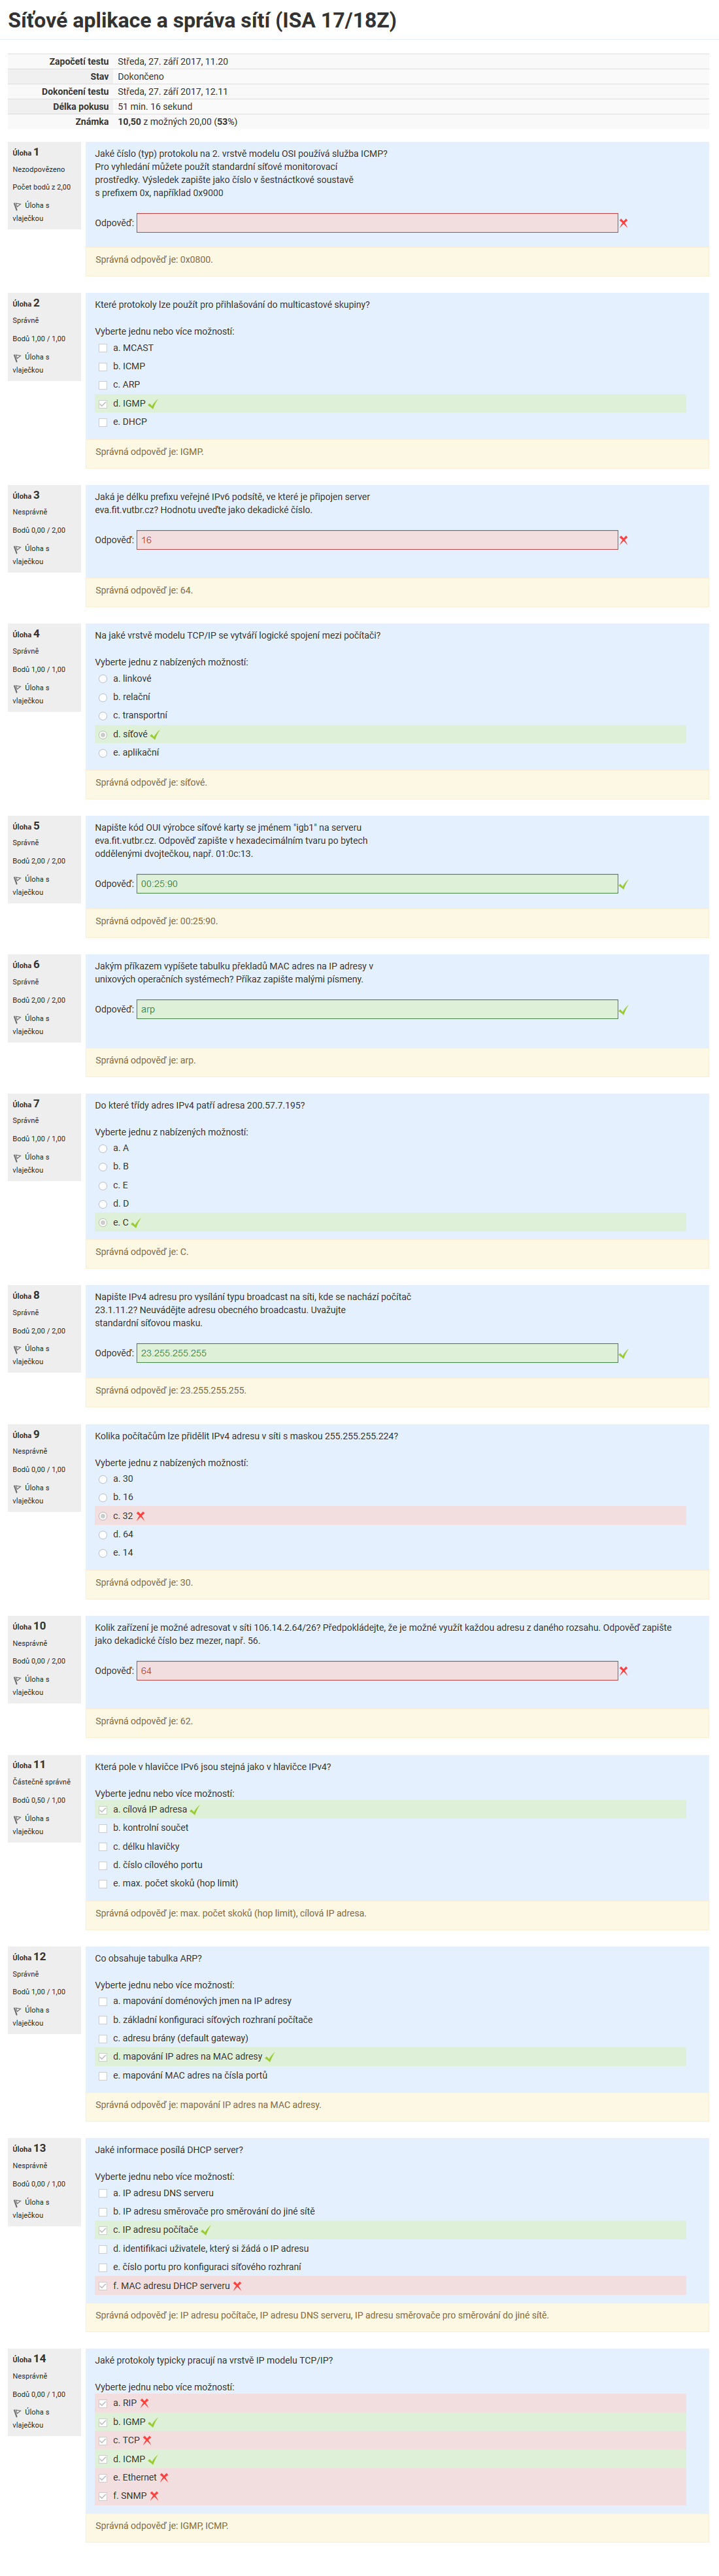 Síťové aplikace a správa sítí (ISA 17/18Z)
Započetí testu Středa, 27. září 2017, 11.20
Stav Dokončeno
Dokončení testu Středa, 27. září 2017, 12.11
Délka pokusu 51 min. 16 sekund
Známka 10,50 z možných 20,00 (53%)
Úloha 1
Nezodpovězeno
Počet bodů z 2,00
Úloha s
vlaječkou
Jaké číslo (typ) protokolu na 2. vrstvě modelu OSI používá služba ICMP?
Pro vyhledání můžete použít standardní síťové monitorovací
prostředky. Výsledek zapište jako číslo v šestnáctkové soustavě
s prefixem 0x, například 0x9000
Odpověď:
Správná odpověď je: 0x0800.
Úloha 2
Správně
Bodů 1,00 / 1,00
Úloha s
vlaječkou
Které protokoly lze použít pro přihlašování do multicastové skupiny?
Vyberte jednu nebo více možností:
a. MCAST
b. ICMP
c. ARP
d. IGMP
e. DHCP
Správná odpověď je: IGMP.
Úloha 3
Nesprávně
Bodů 0,00 / 2,00
Úloha s
vlaječkou
Jaká je délku prefixu veřejné IPv6 podsítě, ve které je připojen server
eva.fit.vutbr.cz? Hodnotu uveďte jako dekadické číslo.
Odpověď: 16
Správná odpověď je: 64.
Úloha 4
Správně
Bodů 1,00 / 1,00
Úloha s
vlaječkou
Na jaké vrstvě modelu TCP/IP se vytváří logické spojení mezi počítači?
Vyberte jednu z nabízených možností:
a. linkové
b. relační
c. transportní
d. síťové
e. aplikační
Správná odpověď je: síťové.
Úloha 5
Správně
Bodů 2,00 / 2,00
Úloha s
vlaječkou
Napište kód OUI výrobce síťové karty se jménem "igb1" na serveru
eva.fit.vutbr.cz. Odpověď zapište v hexadecimálním tvaru po bytech
oddělenými dvojtečkou, např. 01:0c:13.
Odpověď: 00:25:90
Správná odpověď je: 00:25:90.
Úloha 6
Správně
Bodů 2,00 / 2,00
Úloha s
vlaječkou
Jakým příkazem vypíšete tabulku překladů MAC adres na IP adresy v
unixových operačních systémech? Příkaz zapište malými písmeny.
Odpověď: arp
Správná odpověď je: arp.
Úloha 7
Správně
Bodů 1,00 / 1,00
Úloha s
vlaječkou
Do které třídy adres IPv4 patří adresa 200.57.7.195?
Vyberte jednu z nabízených možností:
a. A
b. B
c. E
d. D
e. C
Správná odpověď je: C.
Úloha 8
Správně
Bodů 2,00 / 2,00
Úloha s
vlaječkou
Napište IPv4 adresu pro vysílání typu broadcast na síti, kde se nachází počítač
23.1.11.2? Neuvádějte adresu obecného broadcastu. Uvažujte
standardní síťovou masku.
Odpověď: 23.255.255.255
Správná odpověď je: 23.255.255.255.
Úloha 9
Nesprávně
Bodů 0,00 / 1,00
Úloha s
vlaječkou
Kolika počítačům lze přidělit IPv4 adresu v síti s maskou 255.255.255.224?
Vyberte jednu z nabízených možností:
a. 30
b. 16
c. 32
d. 64
e. 14
Správná odpověď je: 30.
Úloha 10
Nesprávně
Bodů 0,00 / 2,00
Úloha s
vlaječkou
Kolik zařízení je možné adresovat v síti 106.14.2.64/26? Předpokládejte, že je možné využít každou adresu z daného rozsahu. Odpověď zapište
jako dekadické číslo bez mezer, např. 56.
Odpověď: 64
Správná odpověď je: 62.
Úloha 11
Částečně správně
Bodů 0,50 / 1,00
Úloha s
vlaječkou
Která pole v hlavičce IPv6 jsou stejná jako v hlavičce IPv4?
Vyberte jednu nebo více možností:
a. cílová IP adresa
b. kontrolní součet
c. délku hlavičky
d. číslo cílového portu
e. max. počet skoků (hop limit)
Správná odpověď je: max. počet skoků (hop limit), cílová IP adresa.
Úloha 12
Správně
Bodů 1,00 / 1,00
Úloha s
vlaječkou
Co obsahuje tabulka ARP?
Vyberte jednu nebo více možností:
a. mapování doménových jmen na IP adresy
b. základní konfiguraci síťových rozhraní počítače
c. adresu brány (default gateway)
d. mapování IP adres na MAC adresy
e. mapování MAC adres na čísla portů
Správná odpověď je: mapování IP adres na MAC adresy.
Úloha 13
Nesprávně
Bodů 0,00 / 1,00
Úloha s
vlaječkou
Jaké informace posílá DHCP server?
Vyberte jednu nebo více možností:
a. IP adresu DNS serveru
b. IP adresu směrovače pro směrování do jiné sítě
c. IP adresu počítače
d. identifikaci uživatele, který si žádá o IP adresu
e. číslo portu pro konfiguraci síťového rozhraní
f. MAC adresu DHCP serveru
Správná odpověď je: IP adresu počítače, IP adresu DNS serveru, IP adresu směrovače pro směrování do jiné sítě.
Úloha 14
Nesprávně
Bodů 0,00 / 1,00
Úloha s
vlaječkou
Jaké protokoly typicky pracují na vrstvě IP modelu TCP/IP?
Vyberte jednu nebo více možností:
a. RIP
b. IGMP
c. TCP
d. ICMP
e. Ethernet
f. SNMP
Správná odpověď je: IGMP, ICMP.